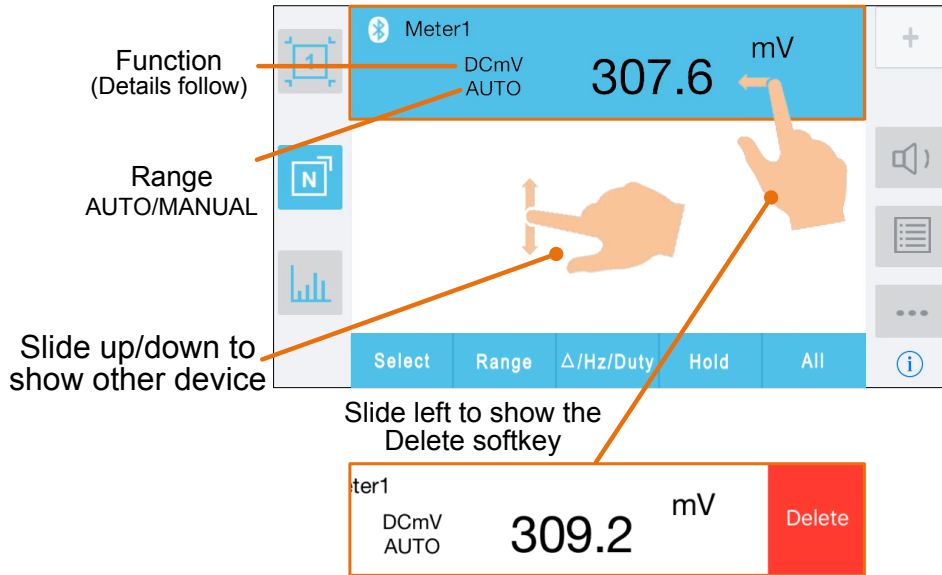 Function
(Details follow)
Range
AUTO/MANUAL
Slide up/down to
show other device
1
N
Meter1
DCmV
AUTO
307.6
mV
Select
Range
Δ/Hz/Duty
Hold
All
+
i
Slide left to show the
Delete softkey
ter1
DCmV
AUTO
309.2
mV
Delete